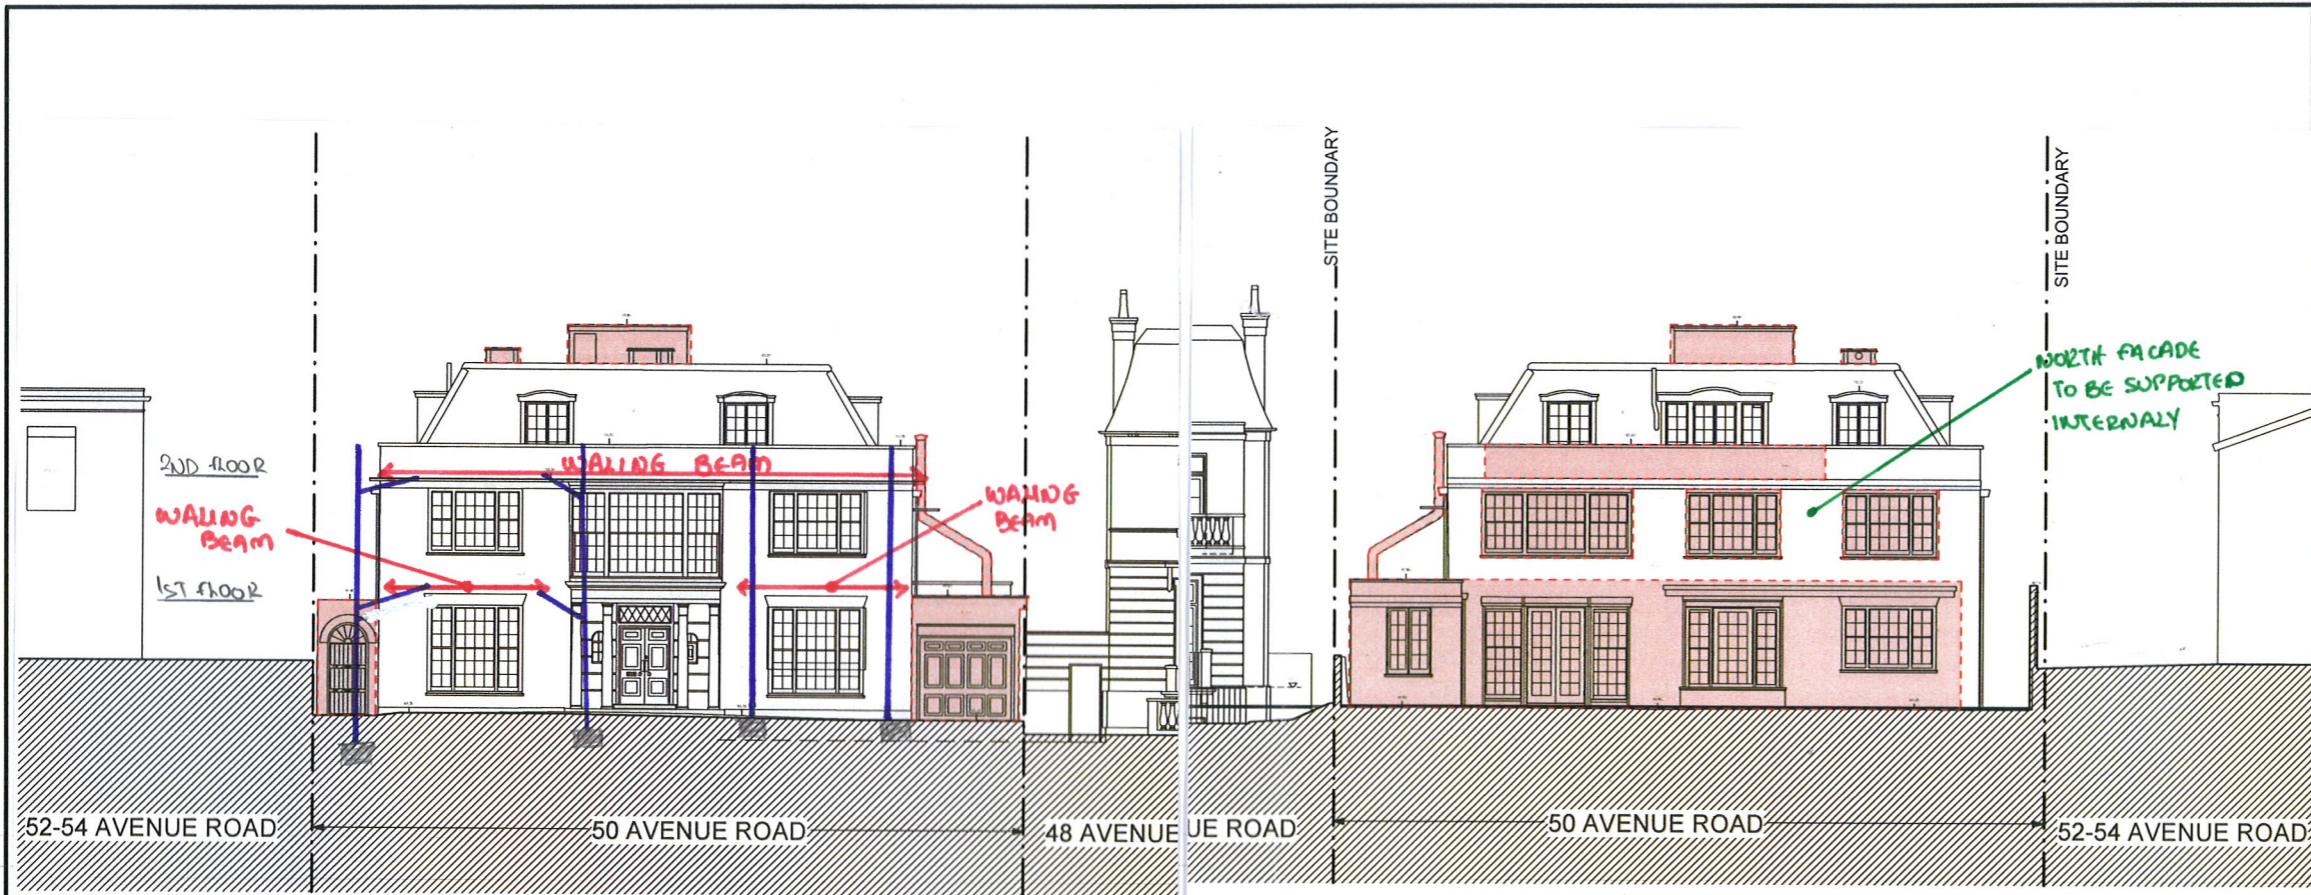 SITE BOUNDARY
SITE BOUNDARY
NORTH FACADE
TO BE SUPPORTED
INTERNALY
2ND FLOOR
WALING BEAM
WALING
BEAM
WALING
BEAM
1ST FLOOR
52-54 AVENUE ROAD
50 AVENUE ROAD
48 AVENUE
UE ROAD
50 AVENUE ROAD
52-54 AVENUE ROAD